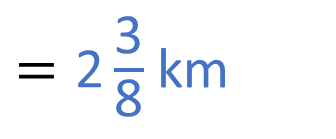 = 2 3/8 km